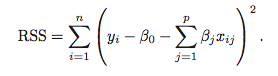 RSS = \sum_{i=1}^{n} \left( y_i - \beta_0 - \sum_{j=1}^{p} \beta_j x_{ij} \right)^2 .